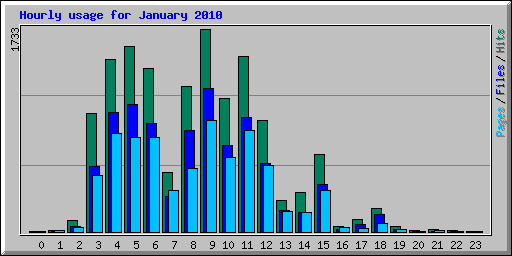 Hourly usage for January 2010
1733
Pages/Files/Hits
0 1 2 3 4 5 6 7 8 9 10 11 12 13 14 15 16 17 18 19 20 21 22 23